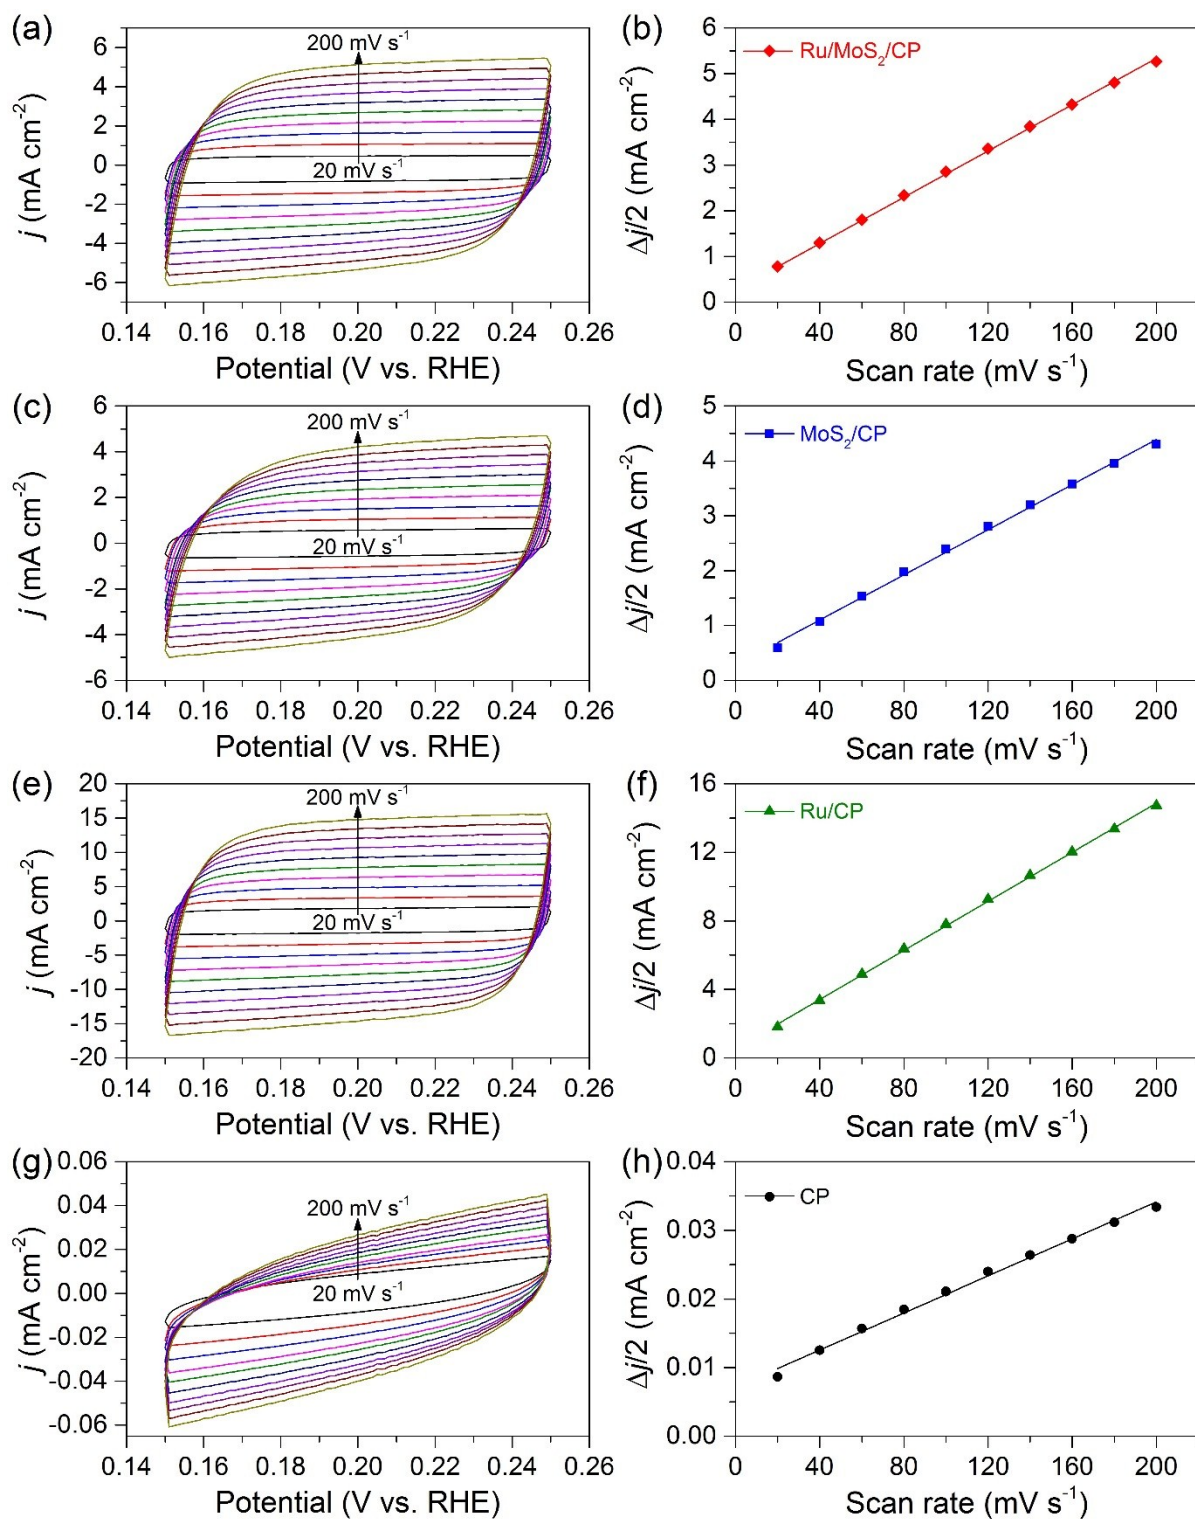 (a)
6
4
2
0
-2
-4
-6
j (mA cm⁻²)
200 mV s⁻¹
20 mV s⁻¹
0.14 0.16 0.18 0.20 0.22 0.24 0.26
Potential (V vs. RHE)
(b)
6
5
4
3
2
1
0
Δj/2 (mA cm⁻²)
Ru/MoS₂/CP
0 40 80 120 160 200
Scan rate (mV s⁻¹)
(c)
6
4
2
0
-2
-4
-6
j (mA cm⁻²)
200 mV s⁻¹
20 mV s⁻¹
0.14 0.16 0.18 0.20 0.22 0.24 0.26
Potential (V vs. RHE)
(d)
5
4
3
2
1
0
Δj/2 (mA cm⁻²)
MoS₂/CP
0 40 80 120 160 200
Scan rate (mV s⁻¹)
(e)
20
15
10
5
0
-5
-10
-15
-20
j (mA cm⁻²)
200 mV s⁻¹
20 mV s⁻¹
0.14 0.16 0.18 0.20 0.22 0.24 0.26
Potential (V vs. RHE)
(f)
16
12
8
4
0
Δj/2 (mA cm⁻²)
Ru/CP
0 40 80 120 160 200
Scan rate (mV s⁻¹)
(g)
0.06
0.04
0.02
0.00
-0.02
-0.04
-0.06
j (mA cm⁻²)
200 mV s⁻¹
20 mV s⁻¹
0.14 0.16 0.18 0.20 0.22 0.24 0.26
Potential (V vs. RHE)
(h)
0.04
0.03
0.02
0.01
0.00
Δj/2 (mA cm⁻²)
CP
0 40 80 120 160 200
Scan rate (mV s⁻¹)